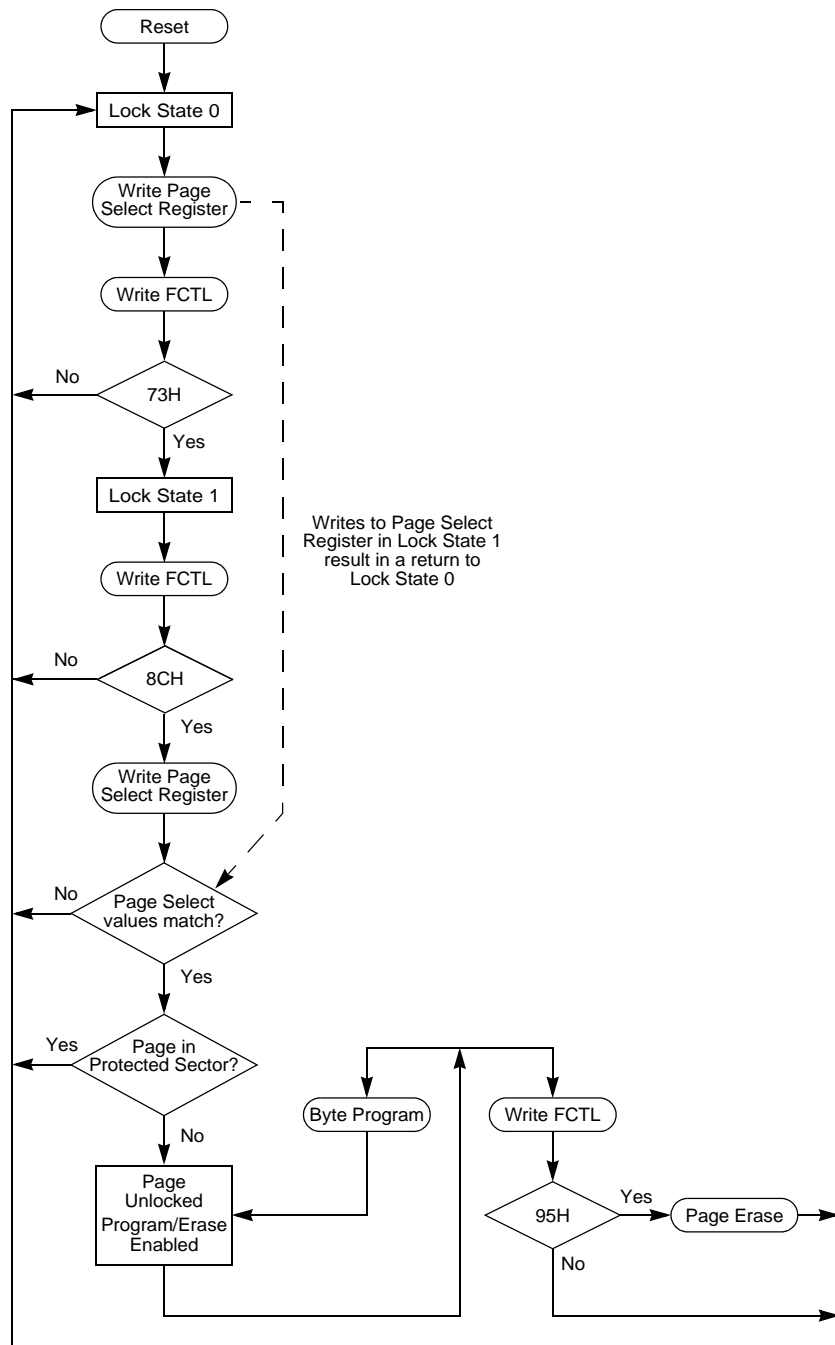 Reset
Lock State 0
Write Page
Select Register
Write FCTL
73H
No
Yes
Lock State 1
Writes to Page Select
Register in Lock State 1
result in a return to
Lock State 0
Write FCTL
8CH
No
Yes
Write Page
Select Register
Page Select
values match?
No
Yes
Page in
Protected Sector?
Yes
No
Page
Unlocked
Program/Erase
Enabled
Byte Program
Write FCTL
95H
Yes
No
Page Erase